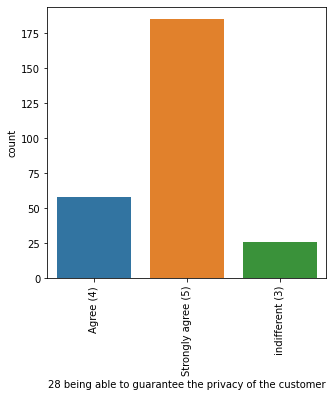 175
150
125
100
75
50
25
0
count
Agree (4)
Strongly agree (5)
indifferent (3)
28 being able to guarantee the privacy of the customer